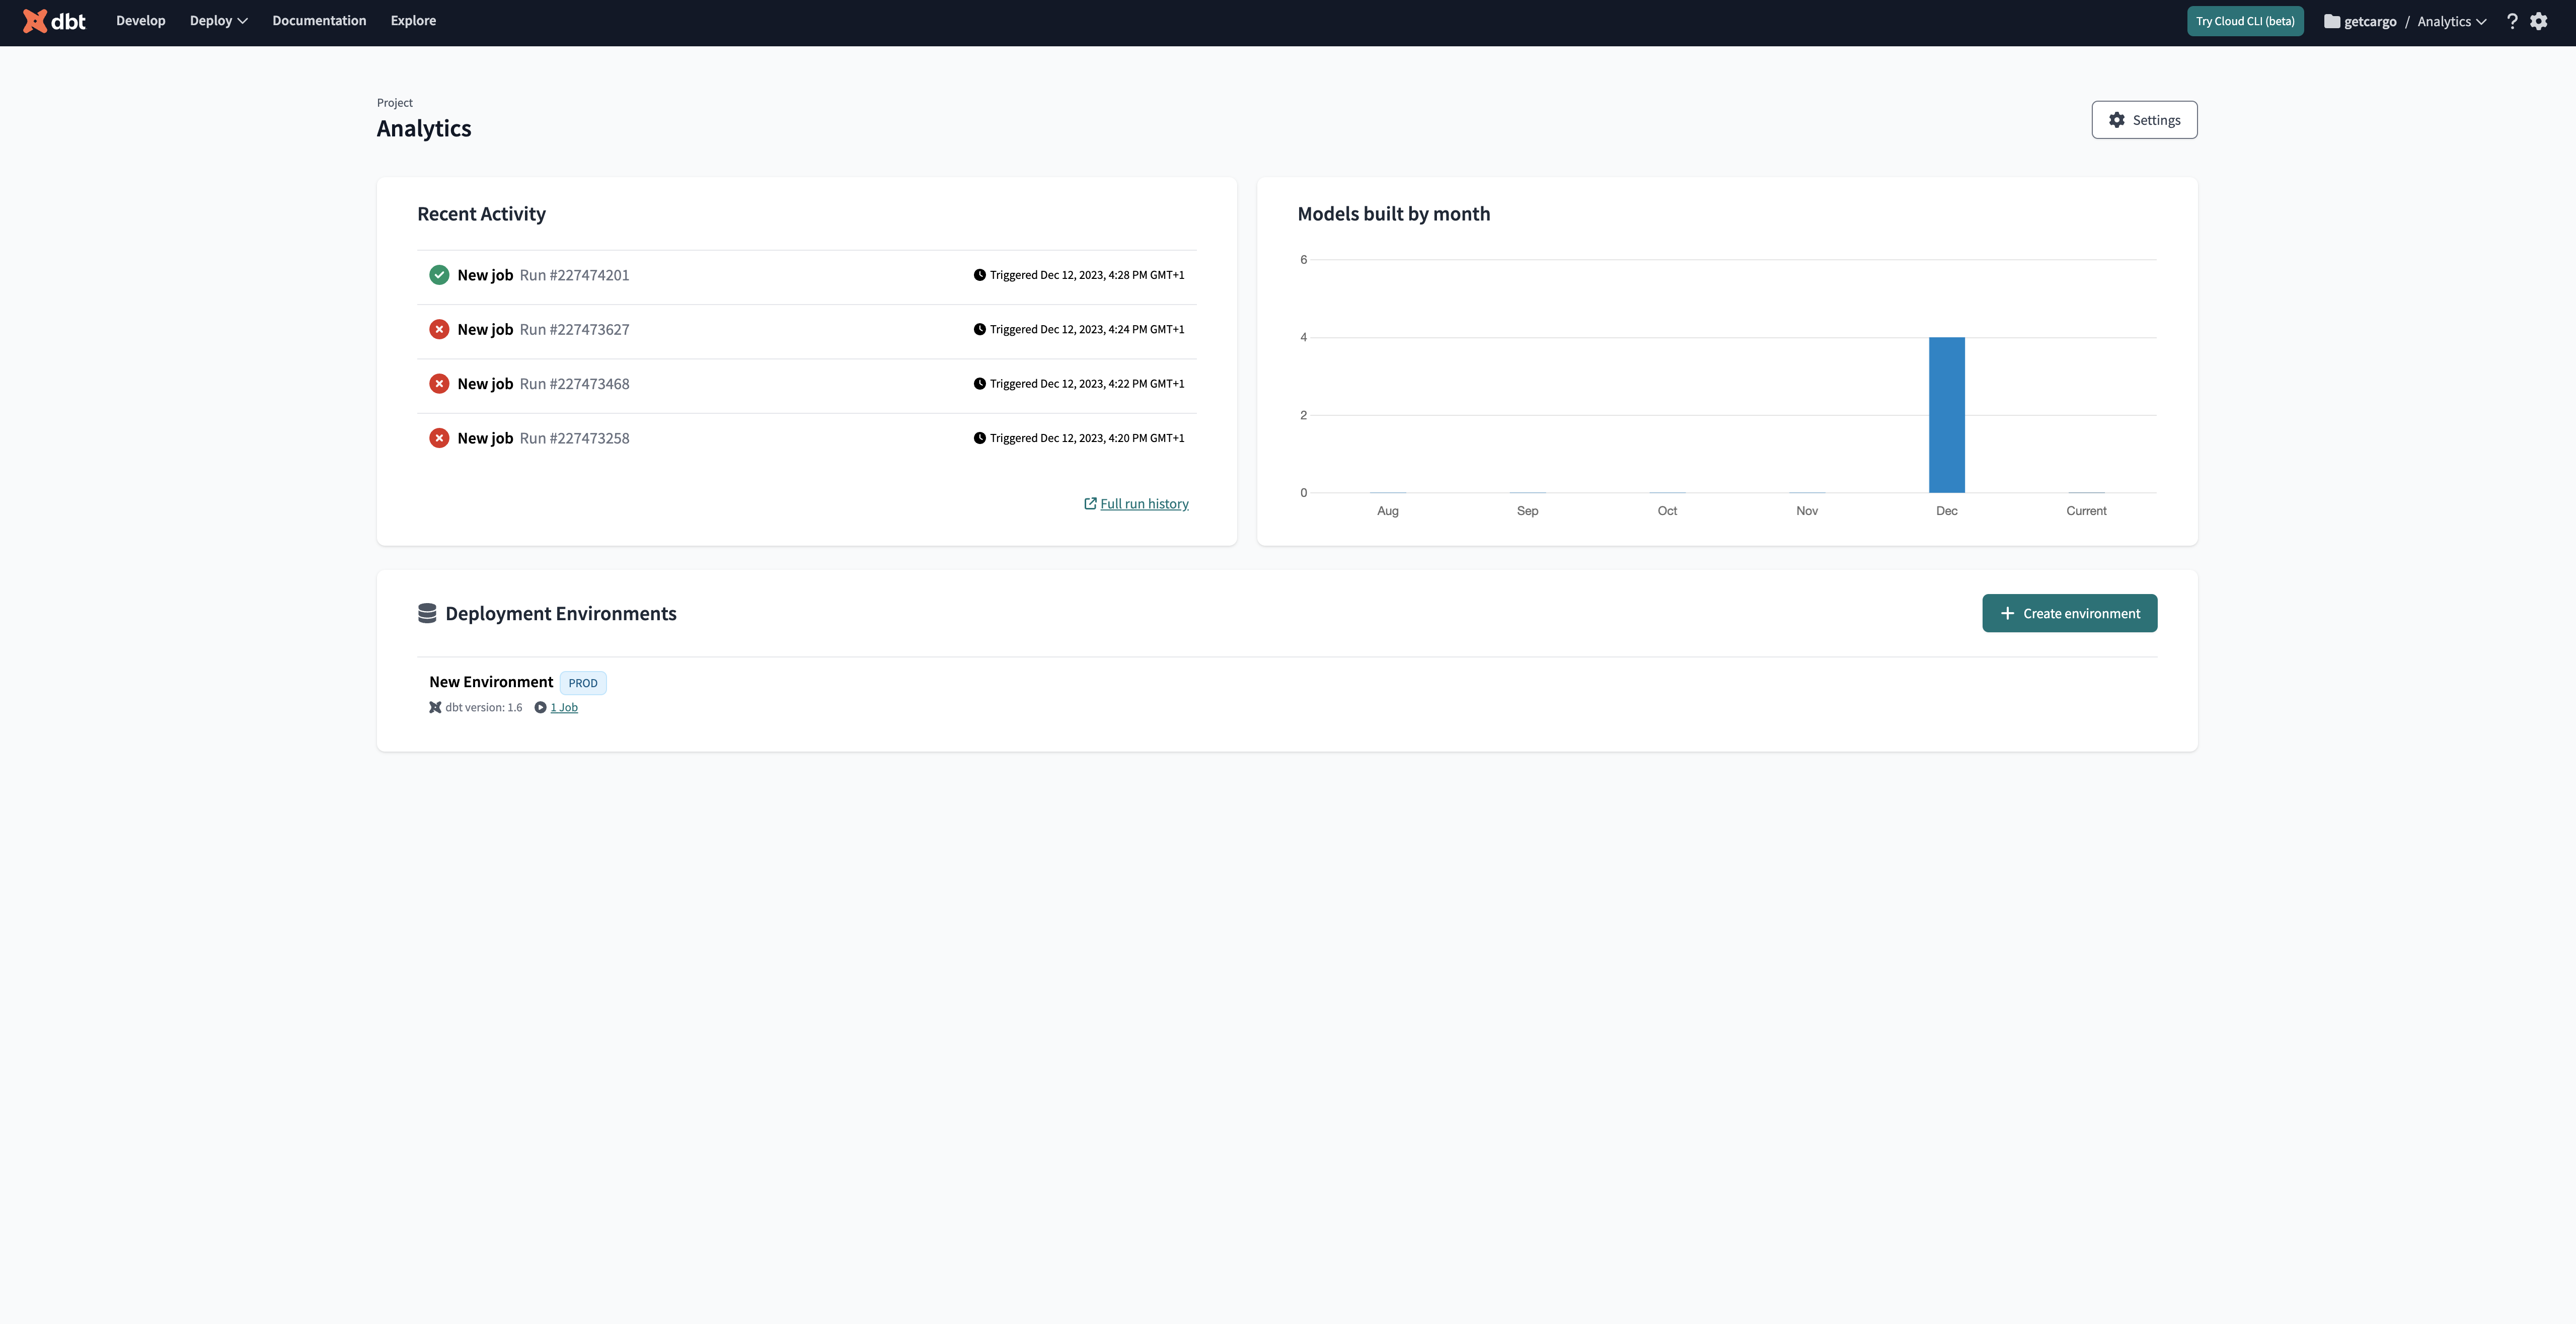 dbt Develop Deploy Documentation Explore Try Cloud CLI (beta) getcargo / Analytics ?
Project
Analytics
Settings
Recent Activity
New job Run #227474201 Triggered Dec 12, 2023, 4:28 PM GMT+1
New job Run #227473627 Triggered Dec 12, 2023, 4:24 PM GMT+1
New job Run #227473468 Triggered Dec 12, 2023, 4:22 PM GMT+1
New job Run #227473258 Triggered Dec 12, 2023, 4:20 PM GMT+1
Full run history
Models built by month
6
4
2
0
Aug Sep Oct Nov Dec Current
Deployment Environments
Create environment
New Environment PROD
dbt version: 1.6 1 Job